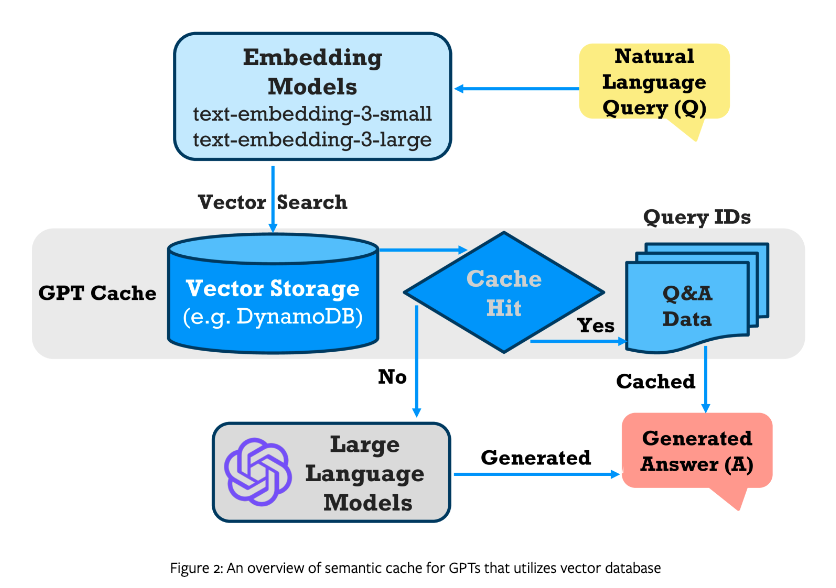 Embedding
Models
text-embedding-3-small
text-embedding-3-large
Natural
Language
Query (Q)
Vector Search
Query IDs
GPT Cache
Vector Storage
(e.g. DynamoDB)
Cache
Hit
Q&A
Data
Yes
No
Cached
Large
Language
Models
Generated
Generated
Answer (A)
Figure 2: An overview of semantic cache for GPTs that utilizes vector database